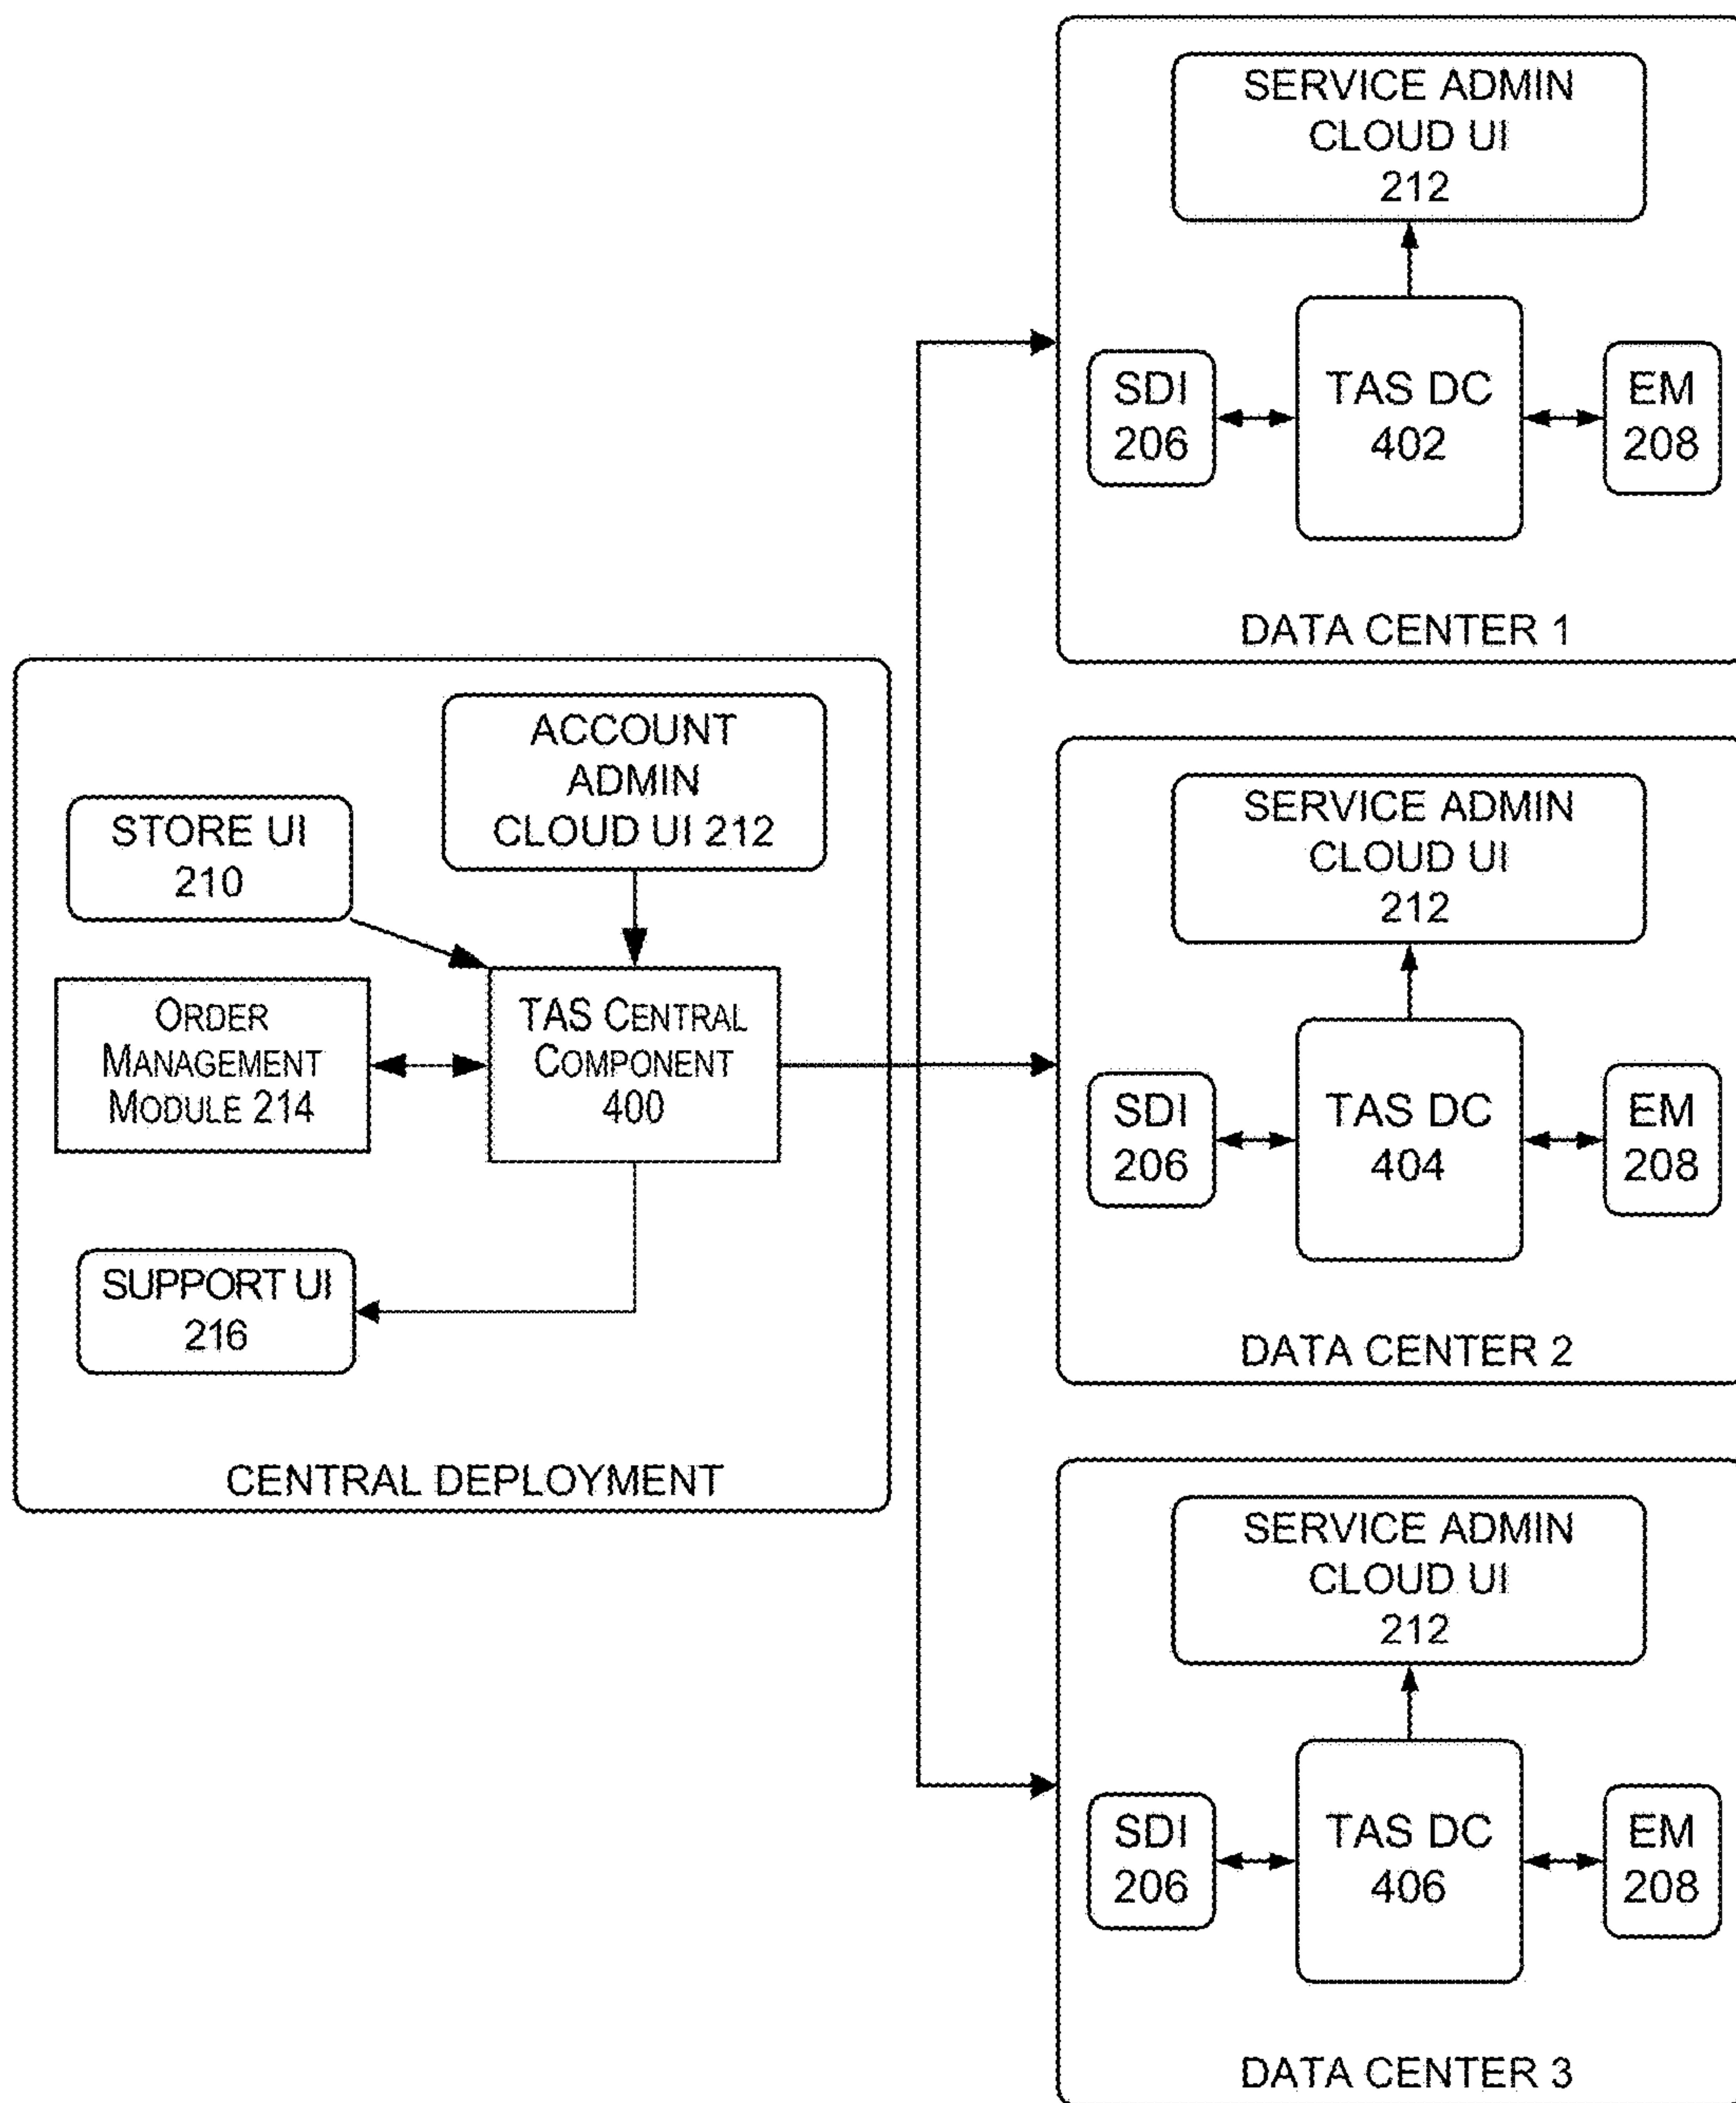 SERVICE ADMIN
CLOUD UI
212
SDI
206
TAS DC
402
EM
208
DATA CENTER 1
ACCOUNT
ADMIN
CLOUD UI 212
STORE UI
210
ORDER
MANAGEMENT
MODULE 214
TAS CENTRAL
COMPONENT
400
SUPPORT UI
216
CENTRAL DEPLOYMENT
SERVICE ADMIN
CLOUD UI
212
SDI
206
TAS DC
404
EM
208
DATA CENTER 2
SERVICE ADMIN
CLOUD UI
212
SDI
206
TAS DC
406
EM
208
DATA CENTER 3